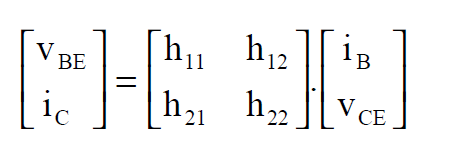 [v_BE] = [h_11 h_12] . [i_B]
[i_C] [h_21 h_22] [v_CE]